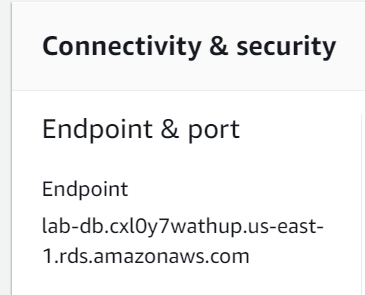 Connectivity & security
Endpoint & port
Endpoint
lab-db.cxl0y7wathup.us-east-
1.rds.amazonaws.com